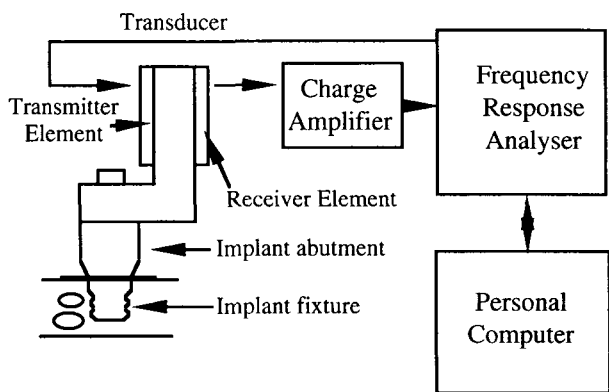 Transducer
Transmitter
Element
Charge
Amplifier
Frequency
Response
Analyser
Receiver Element
Implant abutment
Implant fixture
Personal
Computer